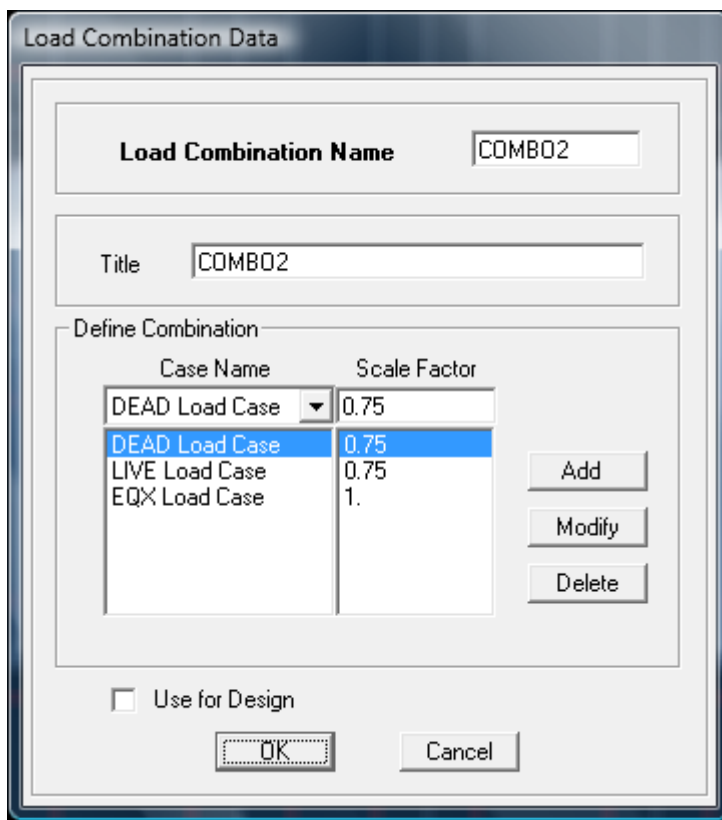 Load Combination Data
Load Combination Name COMBO2
Title COMBO2
Define Combination
Case Name Scale Factor
DEAD Load Case 0.75
DEAD Load Case 0.75
LIVE Load Case 0.75
EQX Load Case 1.
Add
Modify
Delete
Use for Design
OK Cancel